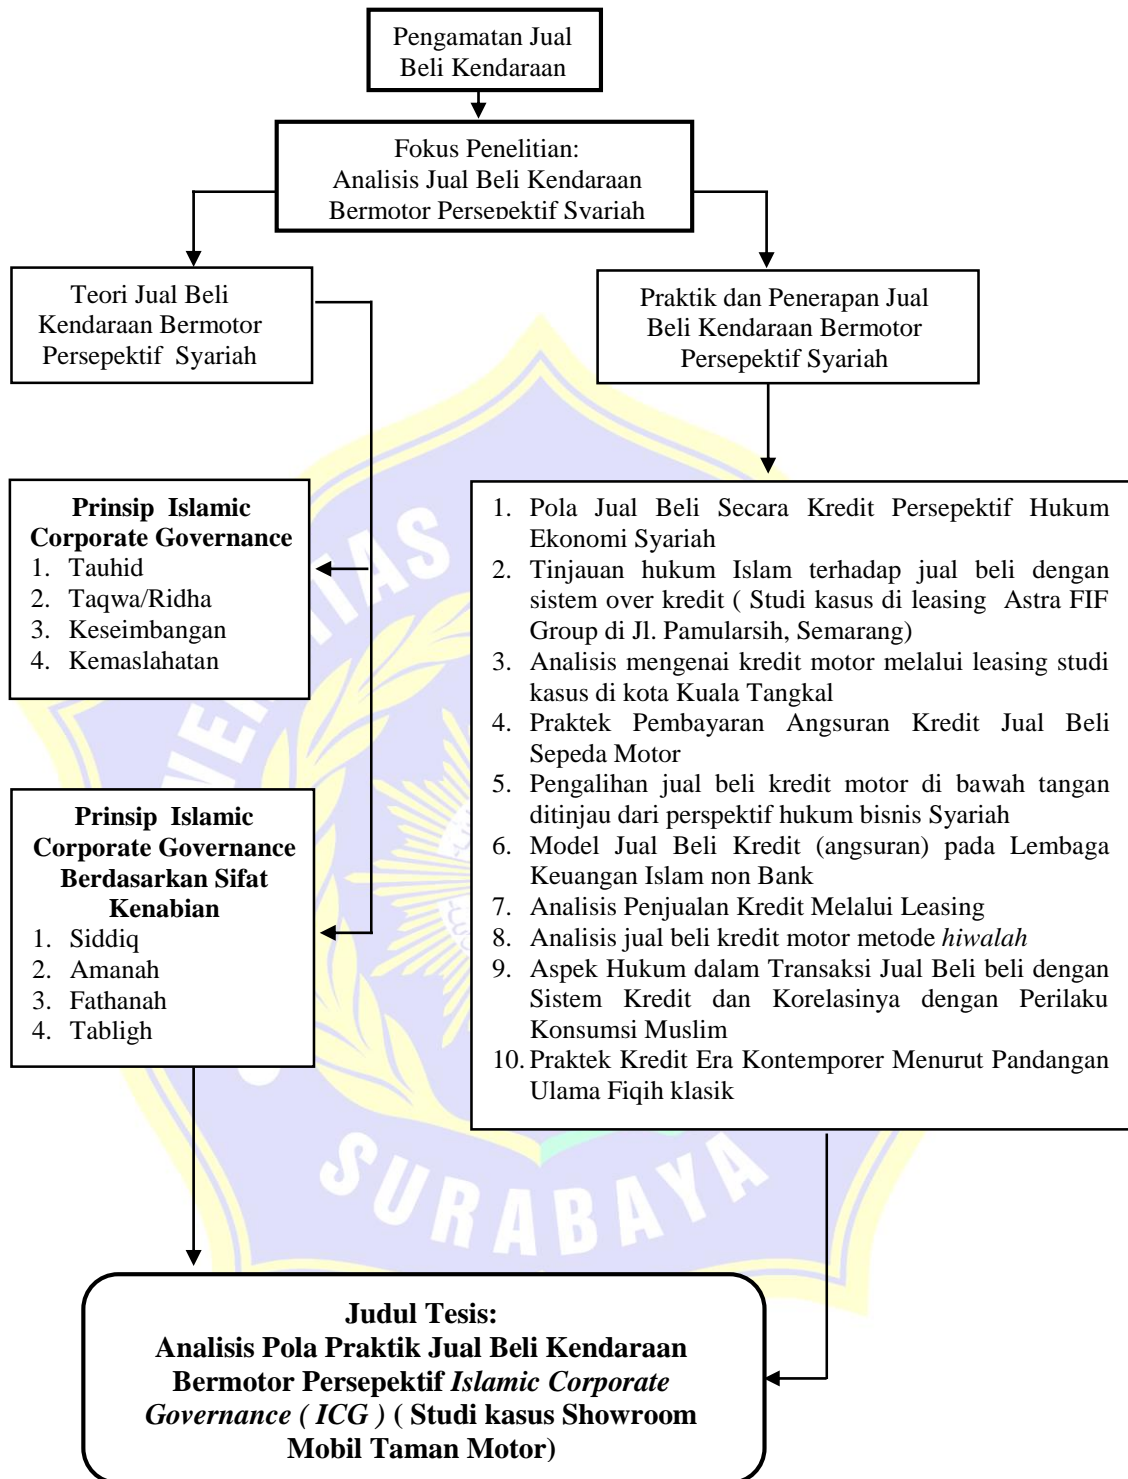 Pengamatan Jual
Beli Kendaraan
Fokus Penelitian:
Analisis Jual Beli Kendaraan
Bermotor Persepektif Syariah
Teori Jual Beli
Kendaraan Bermotor
Persepektif Syariah
Praktik dan Penerapan Jual
Beli Kendaraan Bermotor
Persepektif Syariah
Prinsip Islamic
Corporate Governance
1. Tauhid
2. Taqwa/Ridha
3. Keseimbangan
4. Kemaslahatan
Prinsip Islamic
Corporate Governance
Berdasarkan Sifat
Kenabian
1. Siddiq
2. Amanah
3. Fathanah
4. Tabligh
1. Pola Jual Beli Secara Kredit Persepektif Hukum
Ekonomi Syariah
2. Tinjauan hukum Islam terhadap jual beli dengan
sistem over kredit ( Studi kasus di leasing Astra FIF
Group di Jl. Pamularsih, Semarang)
3. Analisis mengenai kredit motor melalui leasing studi
kasus di kota Kuala Tangkal
4. Praktek Pembayaran Angsuran Kredit Jual Beli
Sepeda Motor
5. Pengalihan jual beli kredit motor di bawah tangan
ditinjau dari perspektif hukum bisnis Syariah
6. Model Jual Beli Kredit (angsuran) pada Lembaga
Keuangan Islam non Bank
7. Analisis Penjualan Kredit Melalui Leasing
8. Analisis jual beli kredit motor metode hiwalah
9. Aspek Hukum dalam Transaksi Jual Beli beli dengan
Sistem Kredit dan Korelasinya dengan Perilaku
Konsumsi Muslim
10. Praktek Kredit Era Kontemporer Menurut Pandangan
Ulama Fiqih klasik
SURABAYA
Judul Tesis:
Analisis Pola Praktik Jual Beli Kendaraan
Bermotor Persepektif Islamic Corporate
Governance ( ICG ) ( Studi kasus Showroom
Mobil Taman Motor)